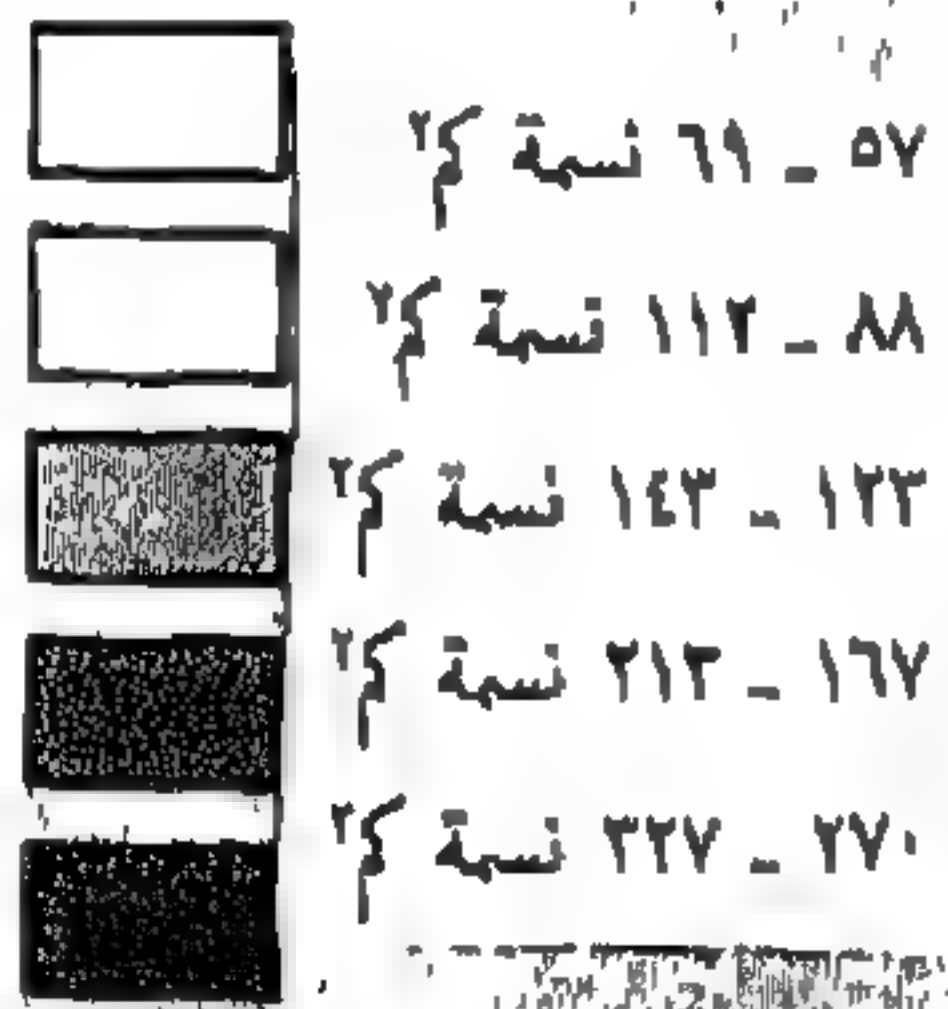 ٥٧ - ٦٩ نسمة كم٢
٨٨ - ١١٢ نسمة كم٢
١٢٣ - ١٤٣ نسمة كم٢
١٦٧ - ٢١٣ نسمة كم٢
٢٧٠ - ٣٢٧ نسمة كم٢